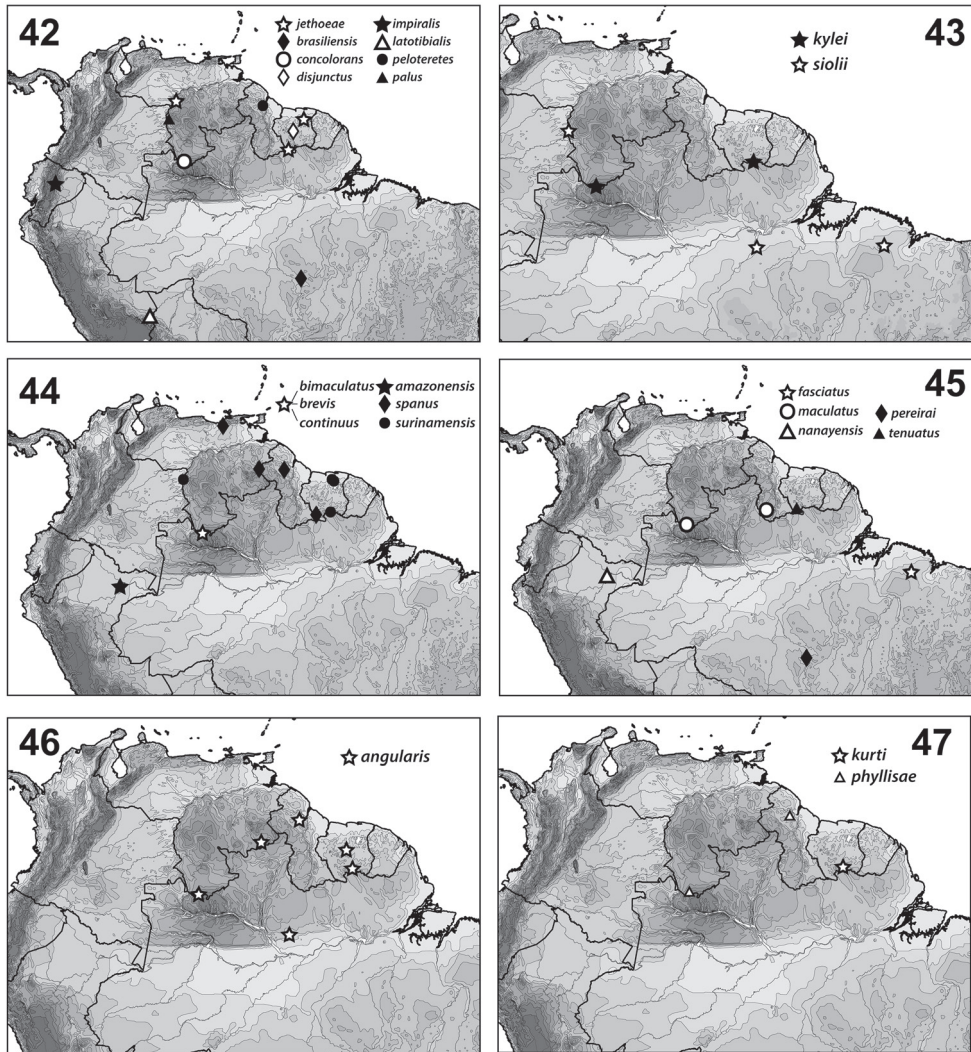 42
jethoeae
impiralis
brasiliensis
latotibialis
concolorans
peloteretes
disjunctus
palus
43
kylei
siolii
44
bimaculatus
amazonensis
brevis
spanus
continuus
surinamensis
45
fasciatus
maculatus
pereirai
nanayensis
tenuatus
46
angularis
47
kurti
phyllisae